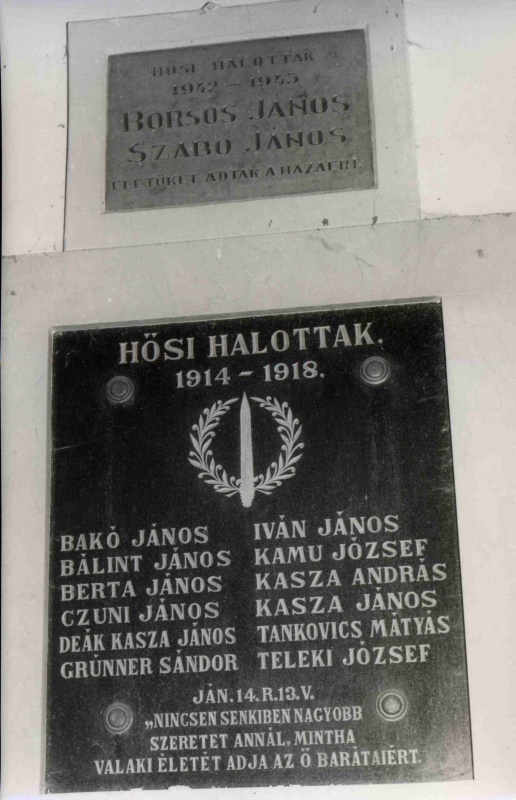 HŐSI HALOTTAK
1942 – 1945
BORSOS JÁNOS
SZABO JÁNOS
ÉLETÜKET ADTÁK A HAZÁÉRT
HŐSI HALOTTAK.
1914 – 1918.
BAKÓ JÁNOS
BÁLINT JÁNOS
BERTA JÁNOS
CZUNI JÁNOS
DEÁK KASZA JÁNOS
GRÜNNER SÁNDOR
IVÁN JÁNOS
KAMU JÓZSEF
KASZA ANDRÁS
KASZA JÁNOS
TANKOVICS MÁTYÁS
TELEKI JÓZSEF
JÁN. 14. R. 13. V.
„NINCSEN SENKIBEN NAGYOBB
SZERETET ANNÁL, MINTHA
VALAKI ÉLETÉT ADJA AZ Ő BARÁTAIÉRT.